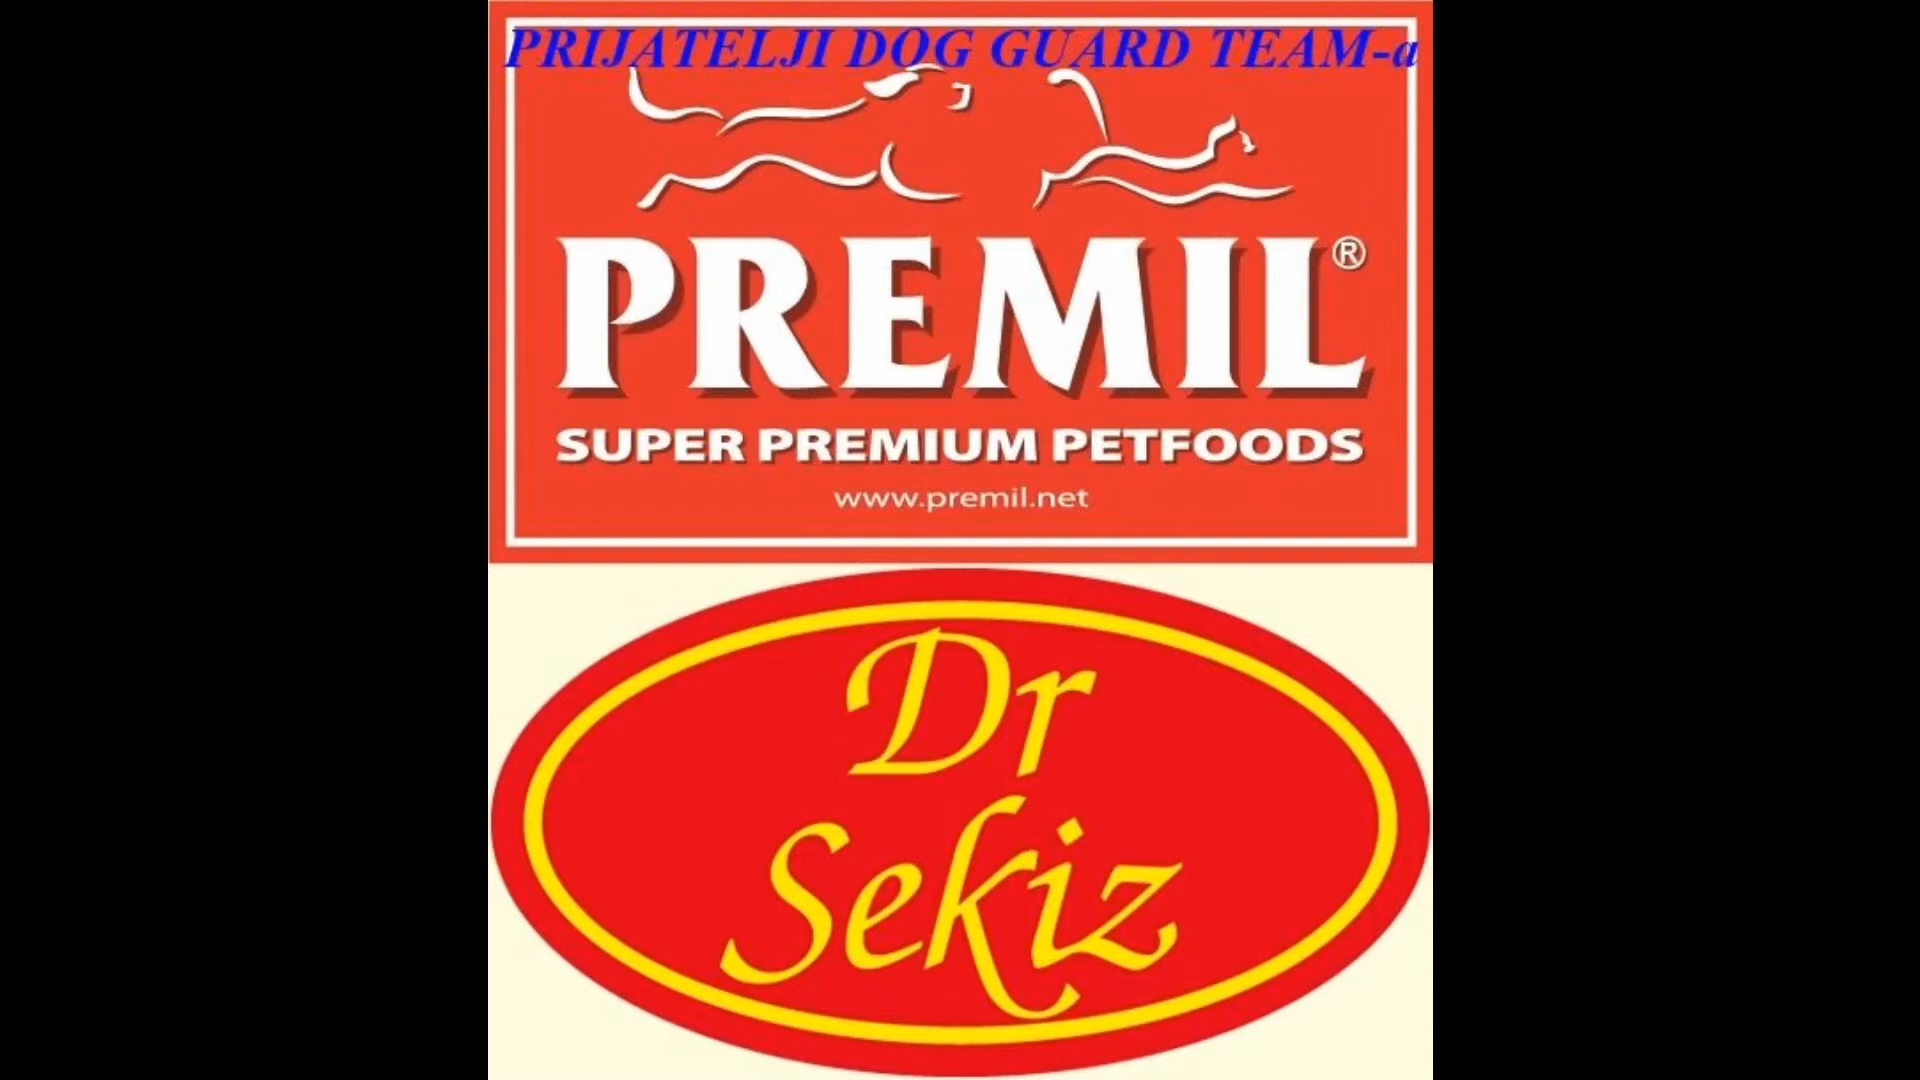 PRIJATELJI DOG GUARD TEAM-a
PREMIL®
SUPER PREMIUM PETFOODS
www.premil.net
Dr
Sekiz